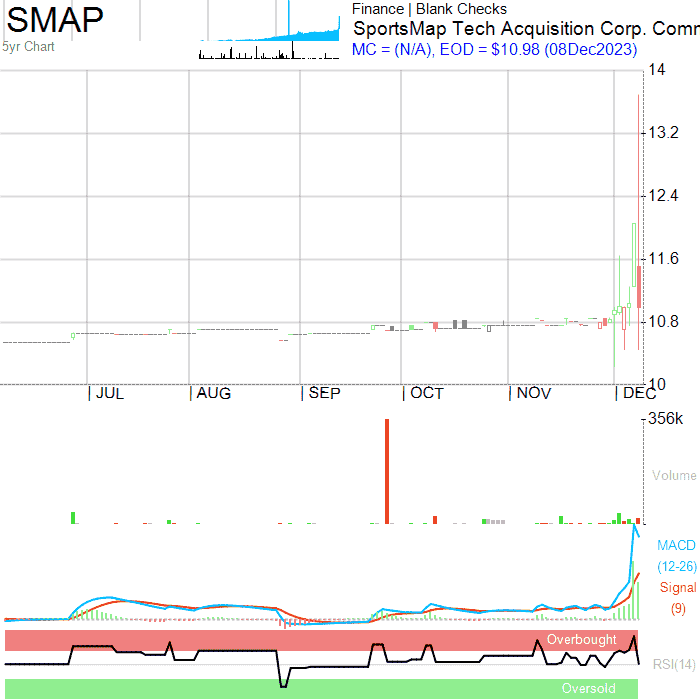 SMAP
5yr Chart
Finance | Blank Checks
SportsMap Tech Acquisition Corp. Comm
MC = (N/A), EOD = $10.98 (08Dec2023)
14
13.2
12.4
11.6
10.8
10
JUL AUG SEP OCT NOV DEC
356k
Volume
MACD
(12-26)
Signal
(9)
Overbought
RSI(14)
Oversold